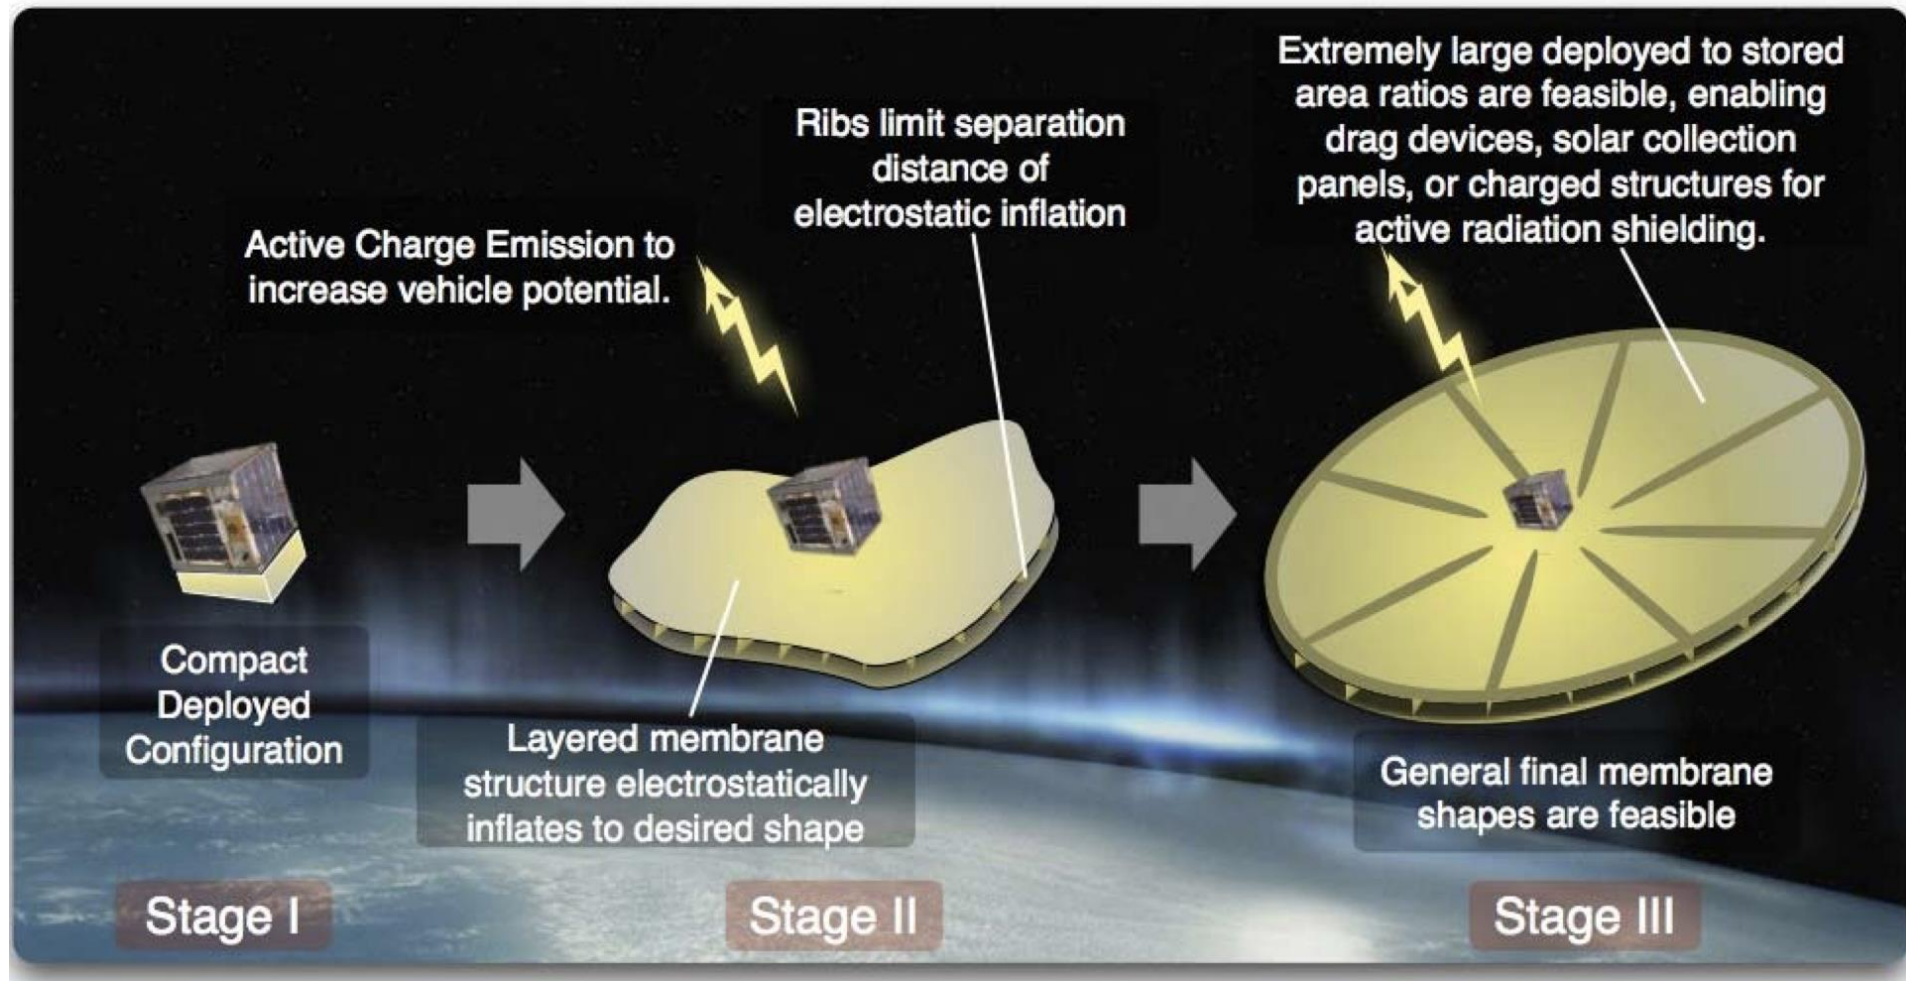 Active Charge Emission to
increase vehicle potential.
Ribs limit separation
distance of
electrostatic inflation
Extremely large deployed to stored
area ratios are feasible, enabling
drag devices, solar collection
panels, or charged structures for
active radiation shielding.
Compact
Deployed
Configuration
Layered membrane
structure electrostatically
inflates to desired shape
General final membrane
shapes are feasible
Stage I
Stage II
Stage III